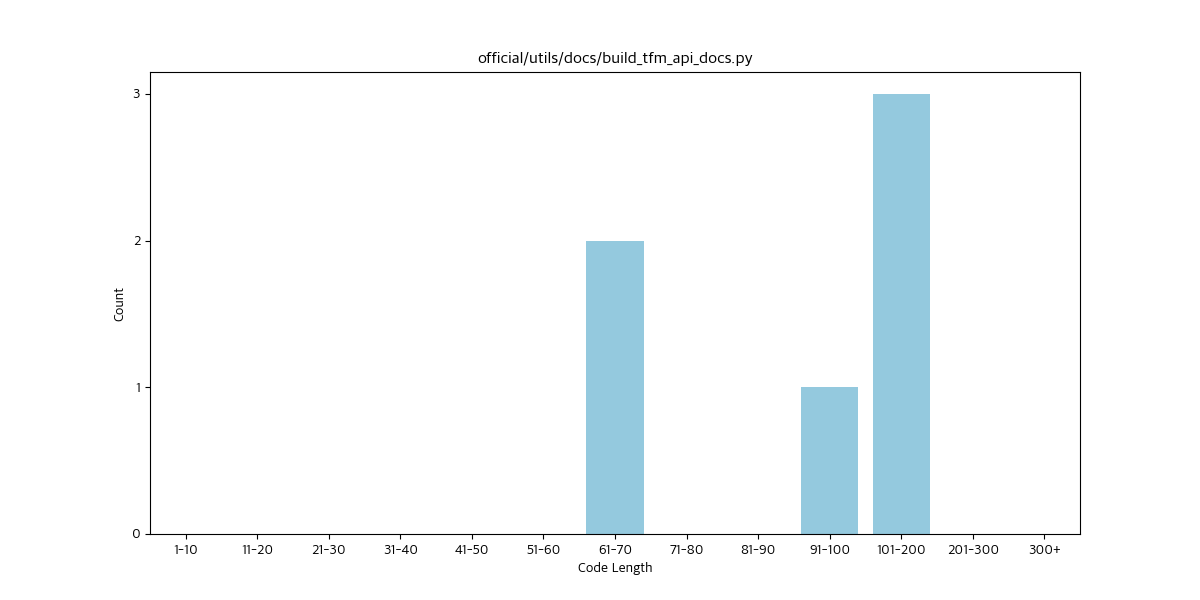 official/utils/docs/build_tfm_api_docs.py
3
2
1
0
Count
1-10 11-20 21-30 31-40 41-50 51-60 61-70 71-80 81-90 91-100 101-200 201-300 300+
Code Length